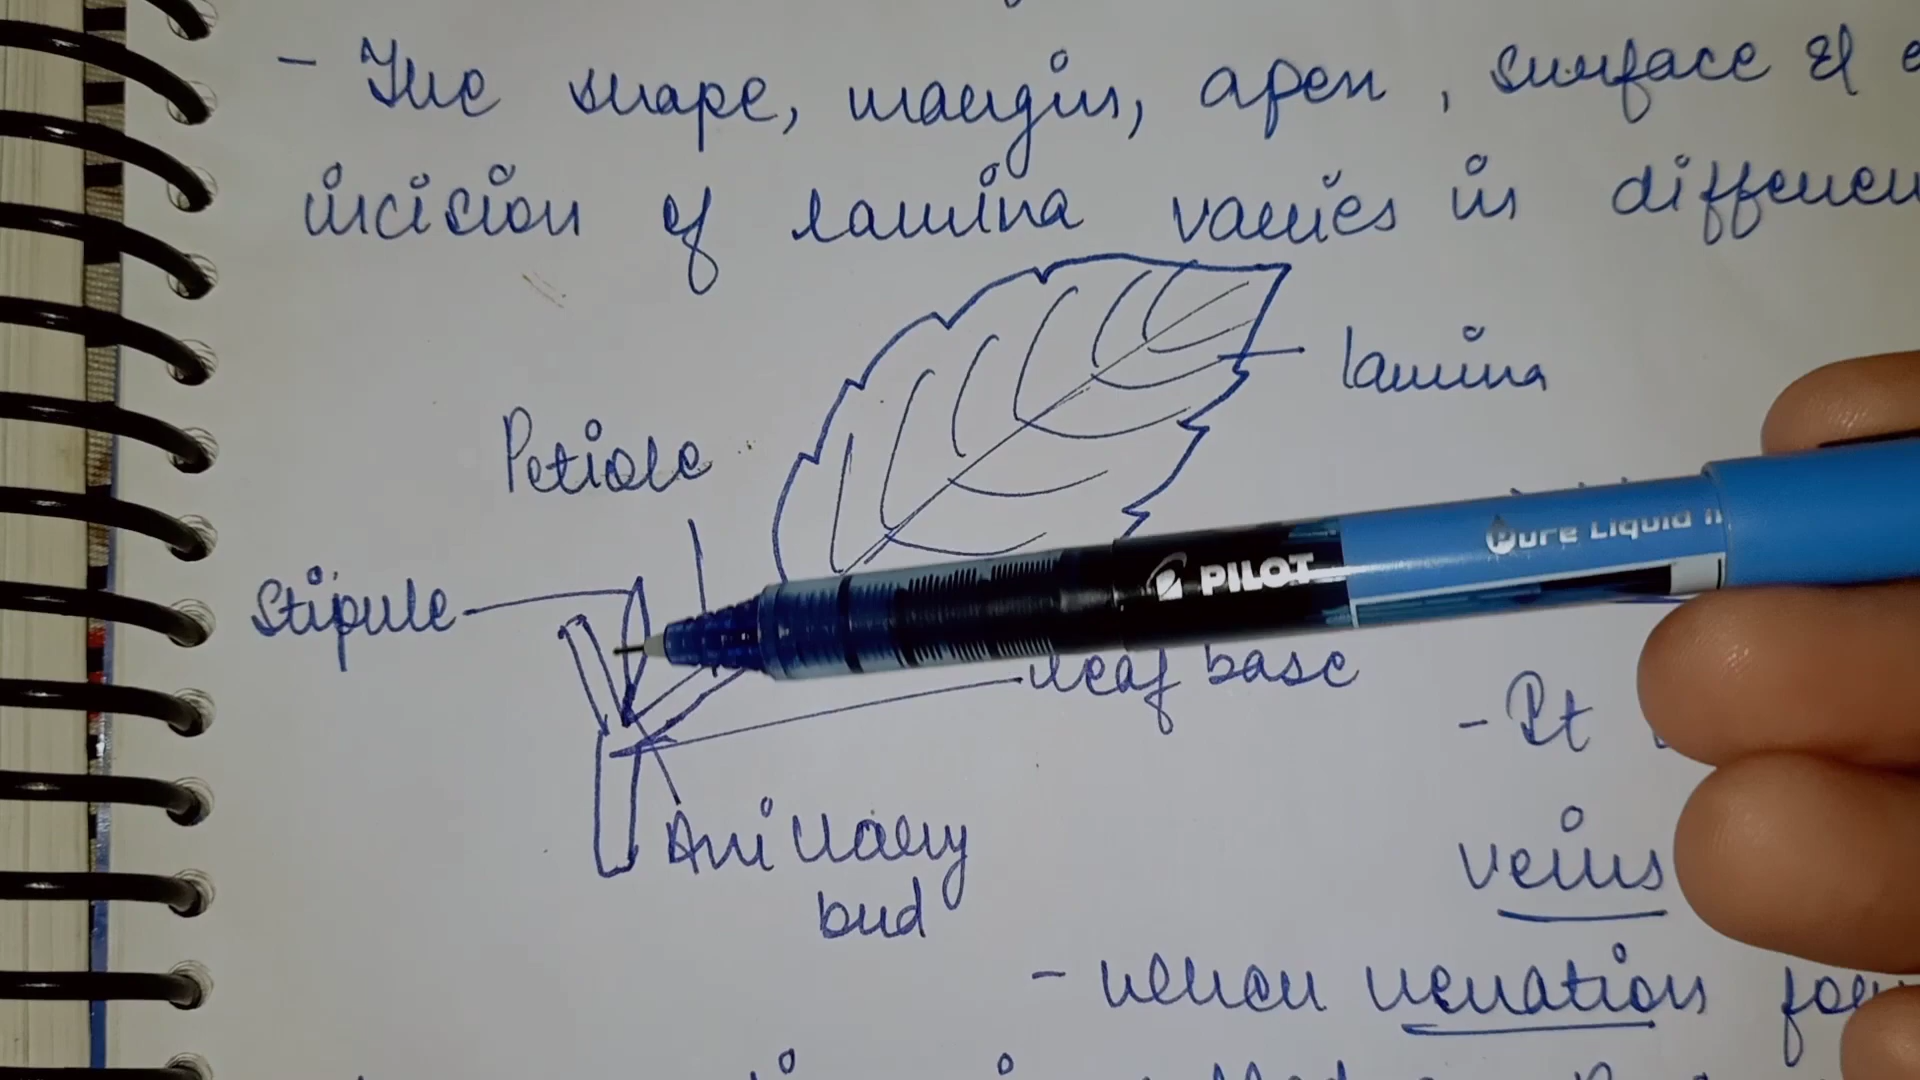 - The shape, margin, apex, surface &
incision of lamina varies in differen
lamina
Petiole
Pure Liquid
PILOT
Stipule
leaf base
- It
Axillary
bud
veins
- when venation